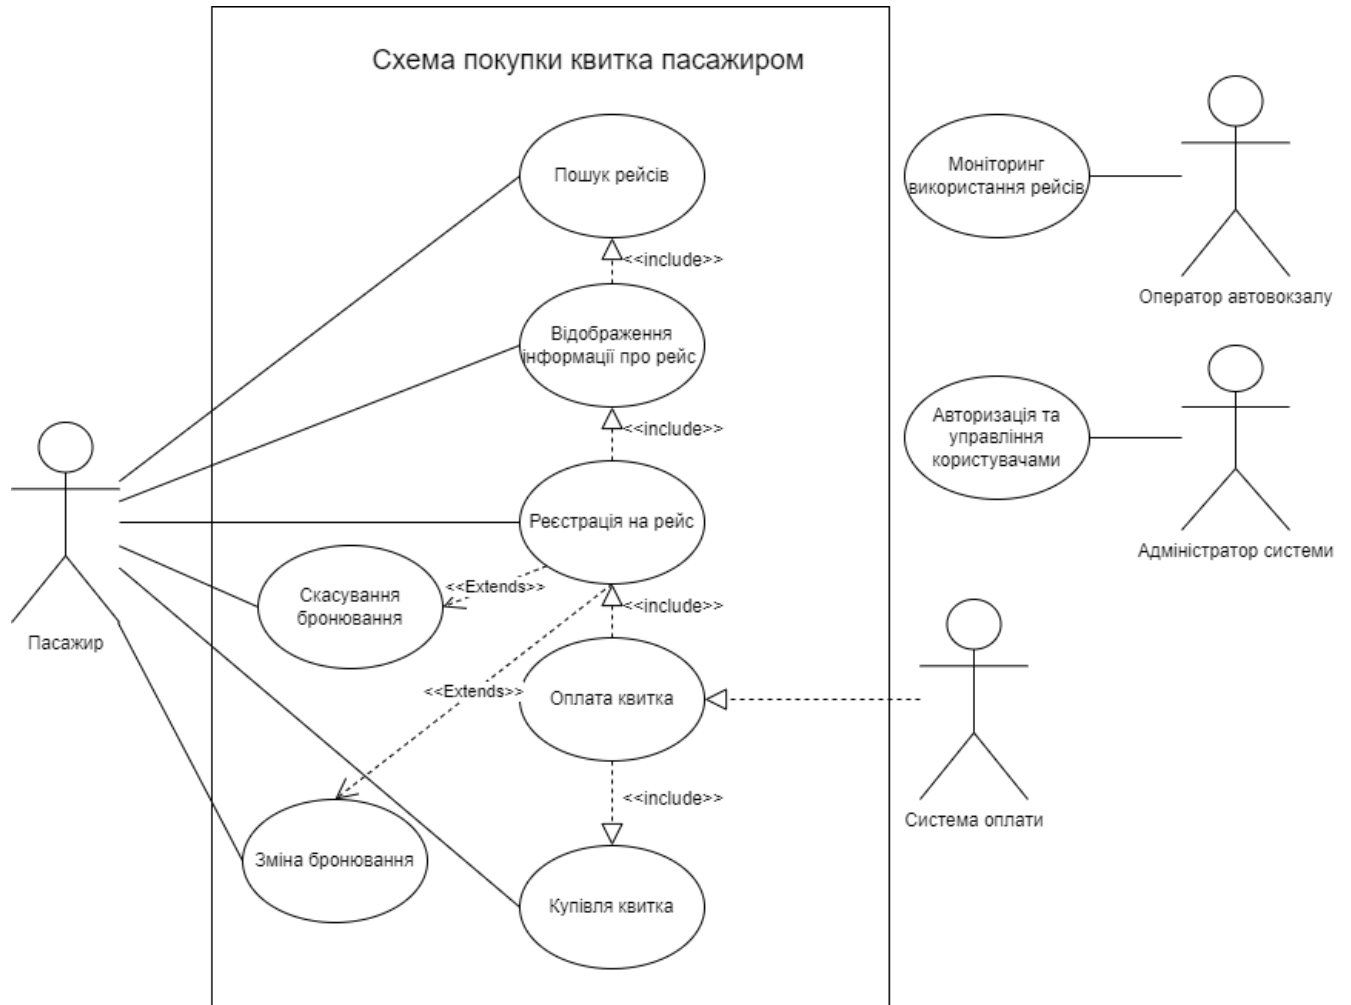 Схема покупки квитка пасажиром
Пошук рейсів
Моніторинг
використання рейсів
<<include>>
Оператор автовокзалу
Відображення
інформації про рейс
<<include>>
Авторизація та
управління
користувачами
Реєстрація на рейс
Адміністратор системи
<<Extends>>
Скасування
бронювання
<<include>>
Пасажир
<<Extends>>
Оплата квитка
<<include>>
Система оплати
Зміна бронювання
Купівля квитка